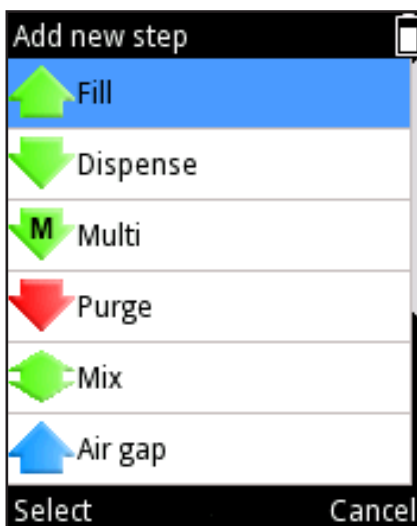 Add new step
Fill
Dispense
M Multi
Purge
Mix
Air gap
Select Cancel